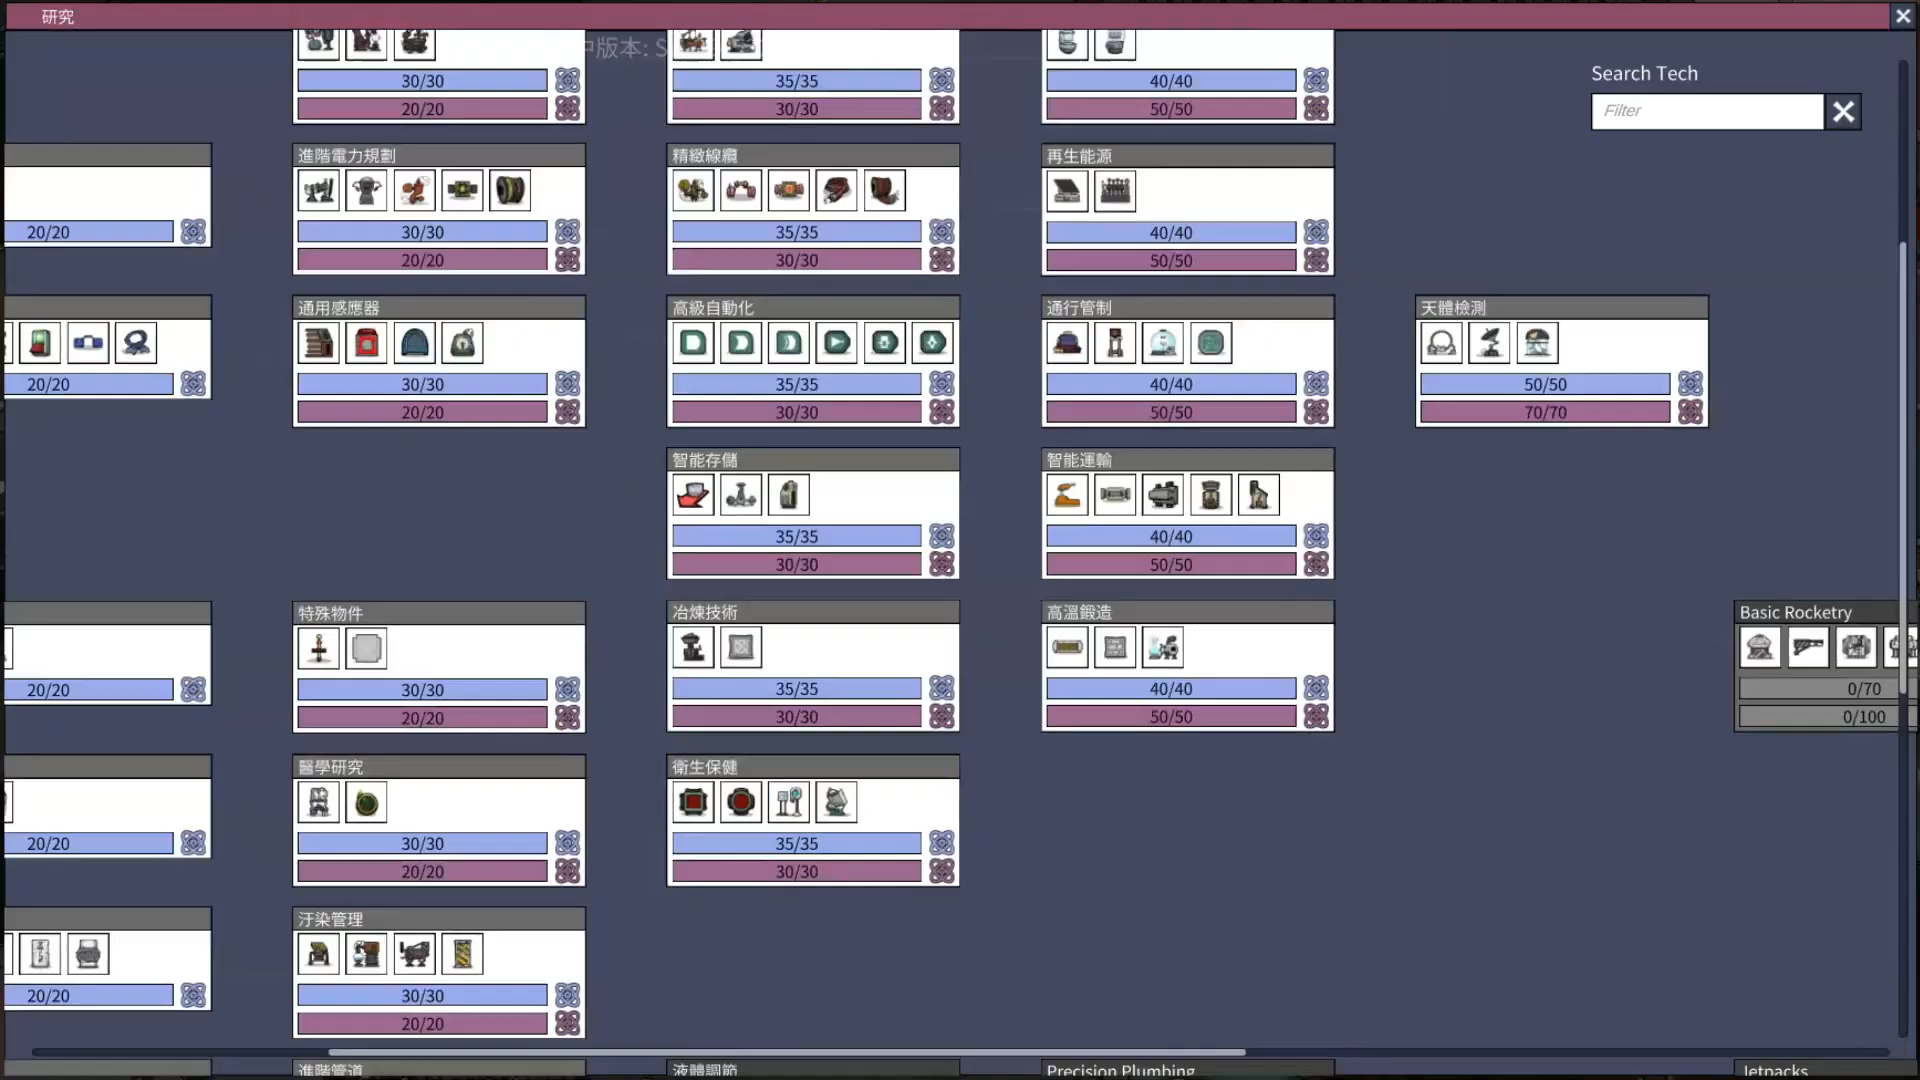 研究
中版本: S
Search Tech
Filter
30/30
20/20
35/35
30/30
40/40
50/50
20/20
進階電力規劃
30/30
20/20
精緻線纜
35/35
30/30
再生能源
40/40
50/50
20/20
通用感應器
30/30
20/20
高級自動化
35/35
30/30
通行管制
40/40
50/50
天體檢測
50/50
70/70
智能存儲
35/35
30/30
智能運輸
40/40
50/50
20/20
特殊物件
30/30
20/20
冶煉技術
35/35
30/30
高溫鍛造
40/40
50/50
Basic Rocketry
0/70
0/100
20/20
醫學研究
30/30
20/20
衛生保健
35/35
30/30
20/20
汙染管理
30/30
20/20
進階管道
液體調節
Precision Plumbing
Jetpacks